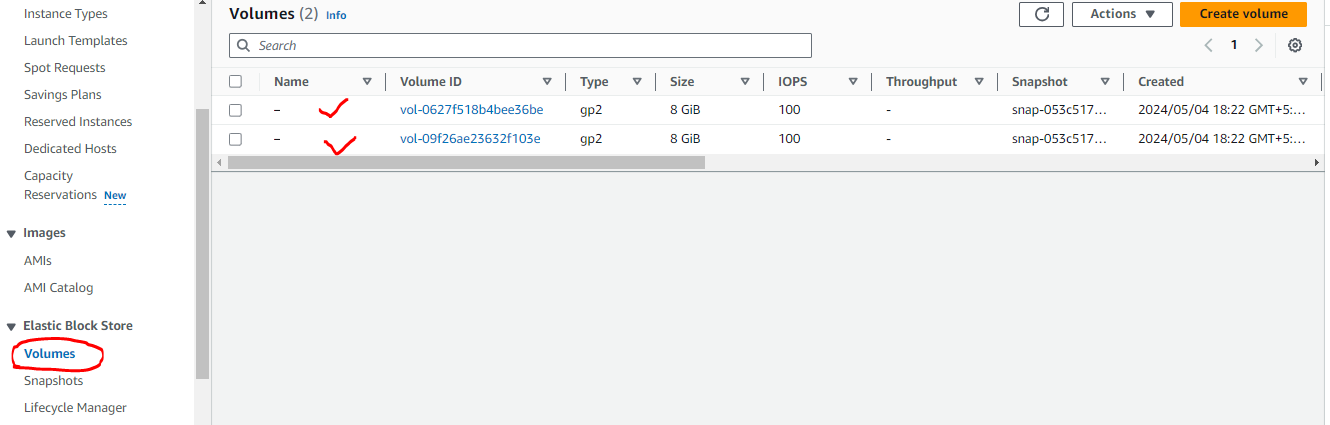 Instance Types
Launch Templates
Spot Requests
Savings Plans
Reserved Instances
Dedicated Hosts
Capacity
Reservations New
Images
AMIs
AMI Catalog
Elastic Block Store
Volumes
Snapshots
Lifecycle Manager
Volumes (2) Info
Actions
Create volume
Search
1
Name Volume ID Type Size IOPS Throughput Snapshot Created
– vol-0627f518b4bee36be gp2 8 GiB 100 - snap-053c517... 2024/05/04 18:22 GMT+5:...
– vol-09f26ae23632f103e gp2 8 GiB 100 - snap-053c517... 2024/05/04 18:22 GMT+5:...